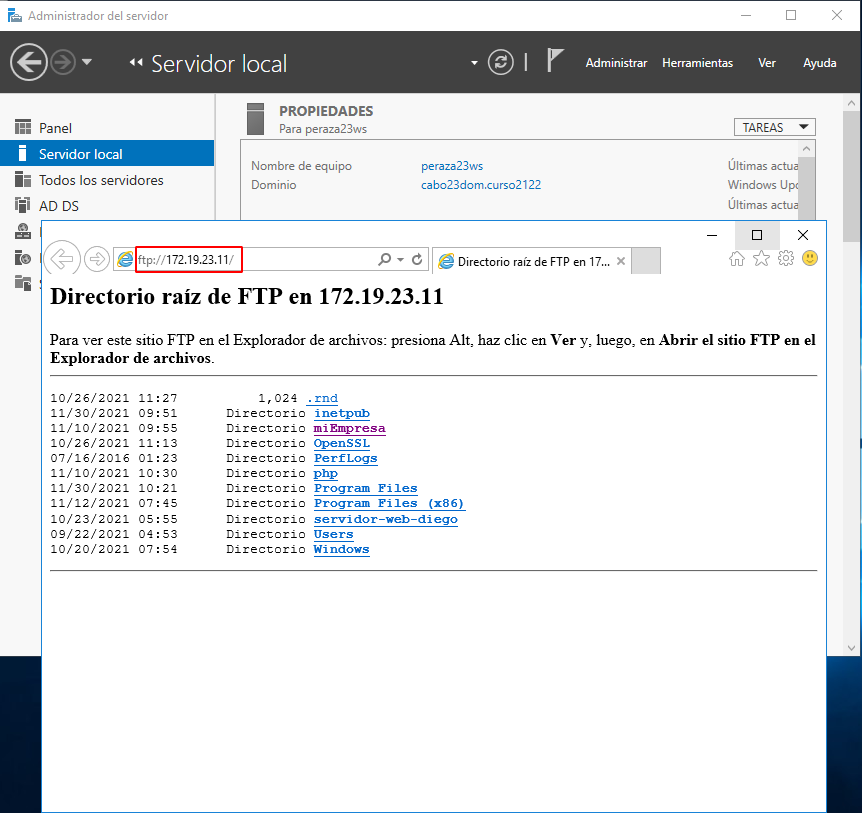 Administrador del servidor
Servidor local
Administrar Herramientas Ver Ayuda
Panel
Servidor local
Todos los servidores
AD DS
PROPIEDADES
Para peraza23ws
TAREAS
Nombre de equipo peraza23ws Últimas actua
Dominio cabo23dom.curso2122 Windows Upd
Últimas actua
ftp://172.19.23.11/
Directorio raíz de FTP en 17...
Directorio raíz de FTP en 172.19.23.11
Para ver este sitio FTP en el Explorador de archivos: presiona Alt, haz clic en Ver y, luego, en Abrir el sitio FTP en el
Explorador de archivos.
10/26/2021 11:27 1,024 .rnd
11/30/2021 09:51 Directorio inetpub
11/10/2021 09:55 Directorio miEmpresa
10/26/2021 11:13 Directorio OpenSSL
07/16/2016 01:23 Directorio PerfLogs
11/10/2021 10:30 Directorio php
11/30/2021 10:21 Directorio Program Files
11/12/2021 07:45 Directorio Program Files (x86)
10/23/2021 05:55 Directorio servidor-web-diego
09/22/2021 04:53 Directorio Users
10/20/2021 07:54 Directorio Windows